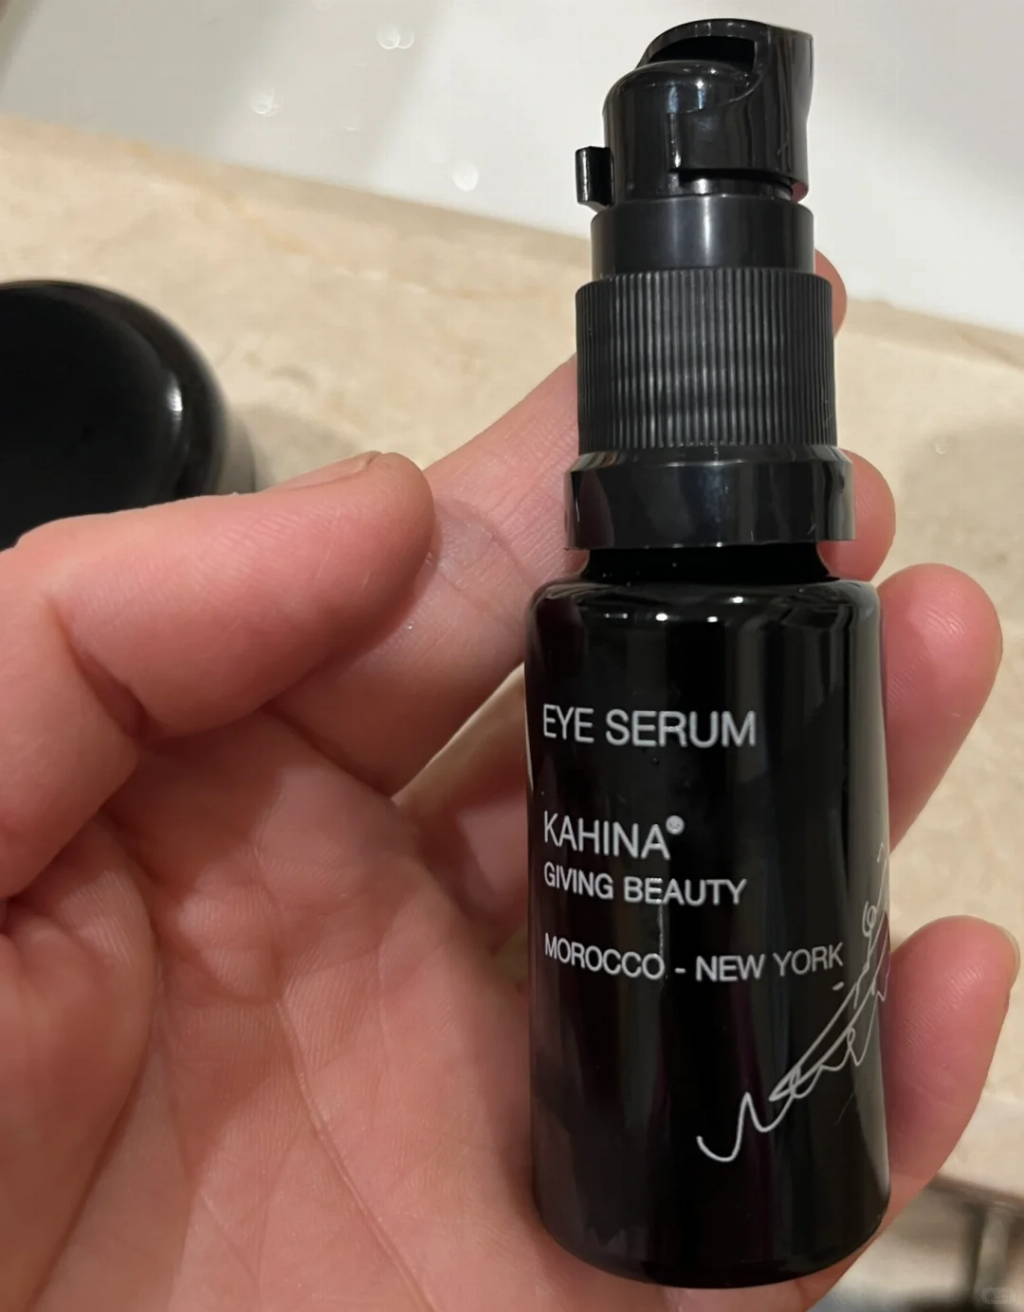 EYE SERUM
KAHINA®
GIVING BEAUTY
MOROCCO - NEW YORK